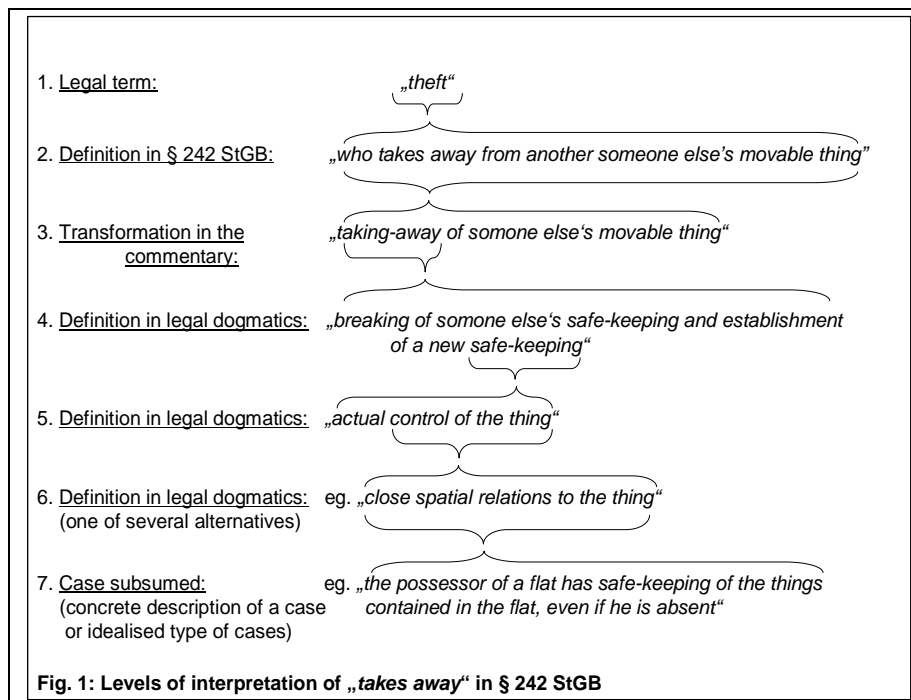 1. Legal term: „theft“
2. Definition in § 242 StGB: „who takes away from another someone else’s movable thing”
3. Transformation in the „taking-away of somone else‘s movable thing“
commentary:
4. Definition in legal dogmatics: „breaking of somone else‘s safe-keeping and establishment
of a new safe-keeping“
5. Definition in legal dogmatics: „actual control of the thing“
6. Definition in legal dogmatics: eg. „close spatial relations to the thing“
(one of several alternatives)
7. Case subsumed: eg. „the possessor of a flat has safe-keeping of the things
(concrete description of a case contained in the flat, even if he is absent“
or idealised type of cases)
Fig. 1: Levels of interpretation of „takes away“ in § 242 StGB